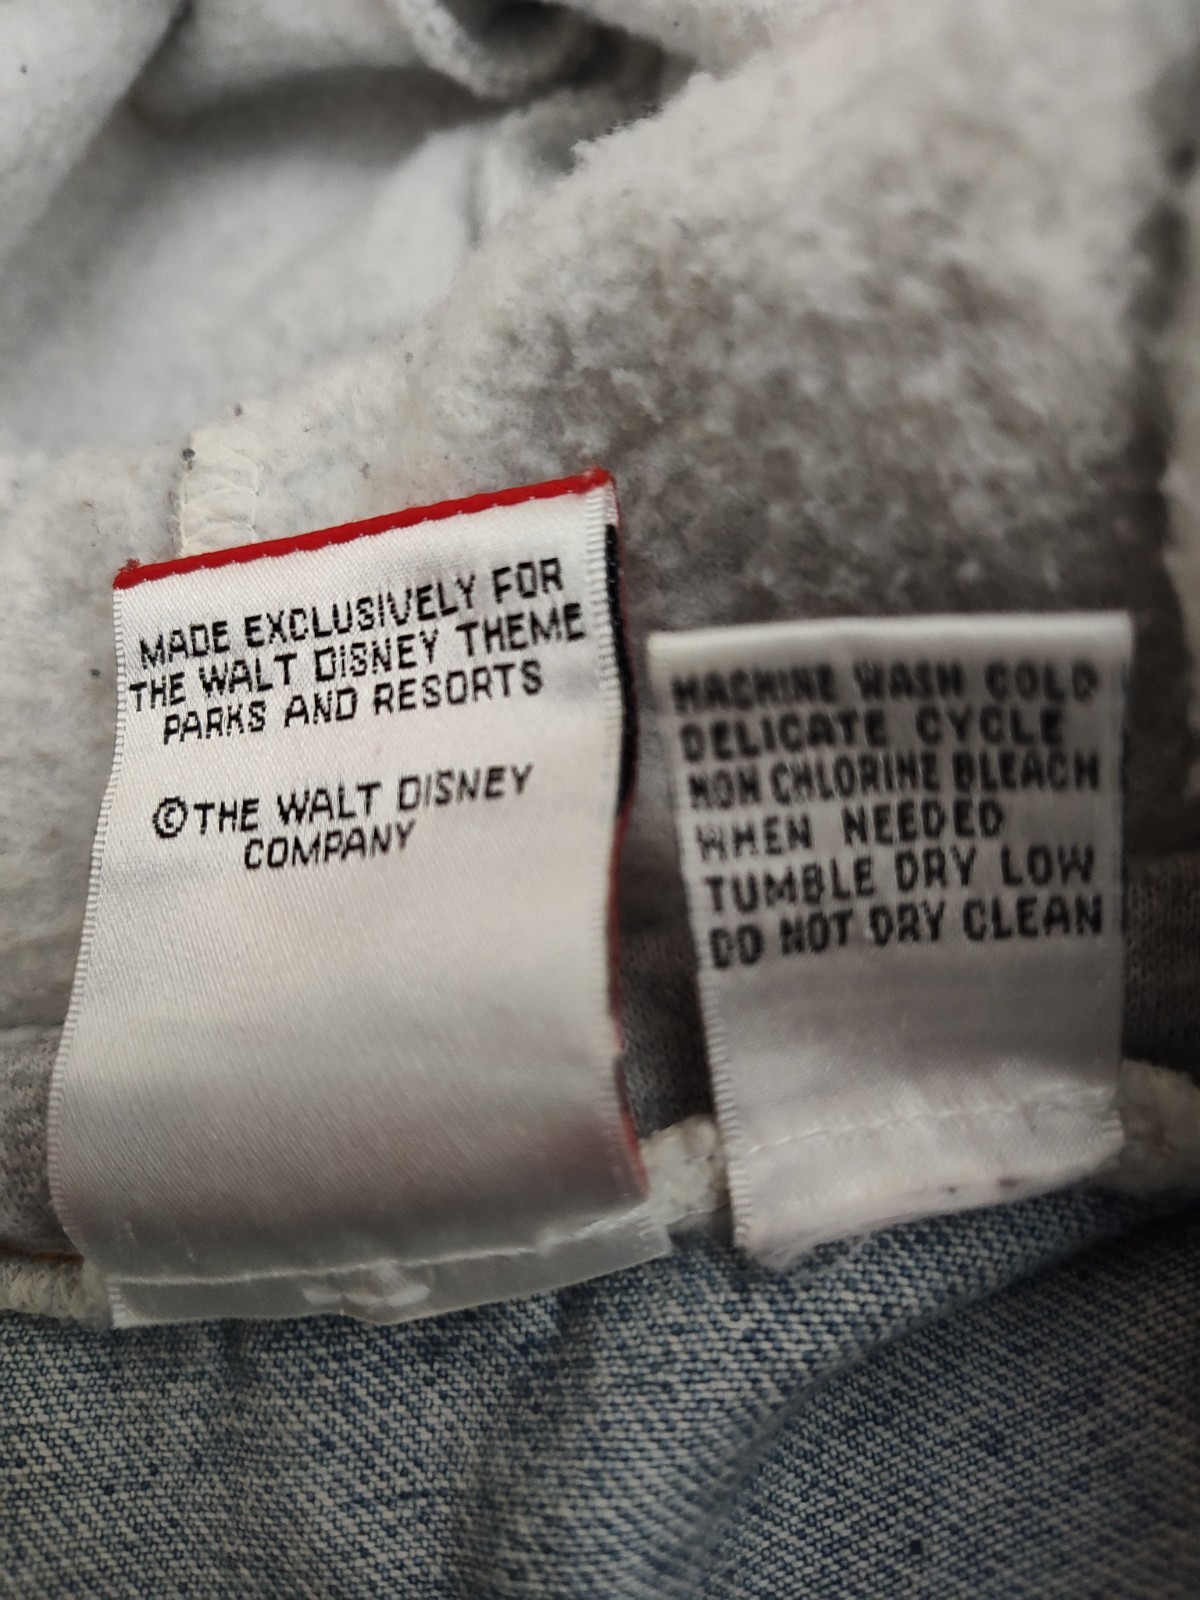 MADE EXCLUSIVELY FOR
THE WALT DISNEY THEME
PARKS AND RESORTS
©THE WALT DISNEY
COMPANY
MACHINE WASH COLD
DELICATE CYCLE
NON CHLORINE BLEACH
WHEN NEEDED
TUMBLE DRY LOW
DO NOT DRY CLEAN